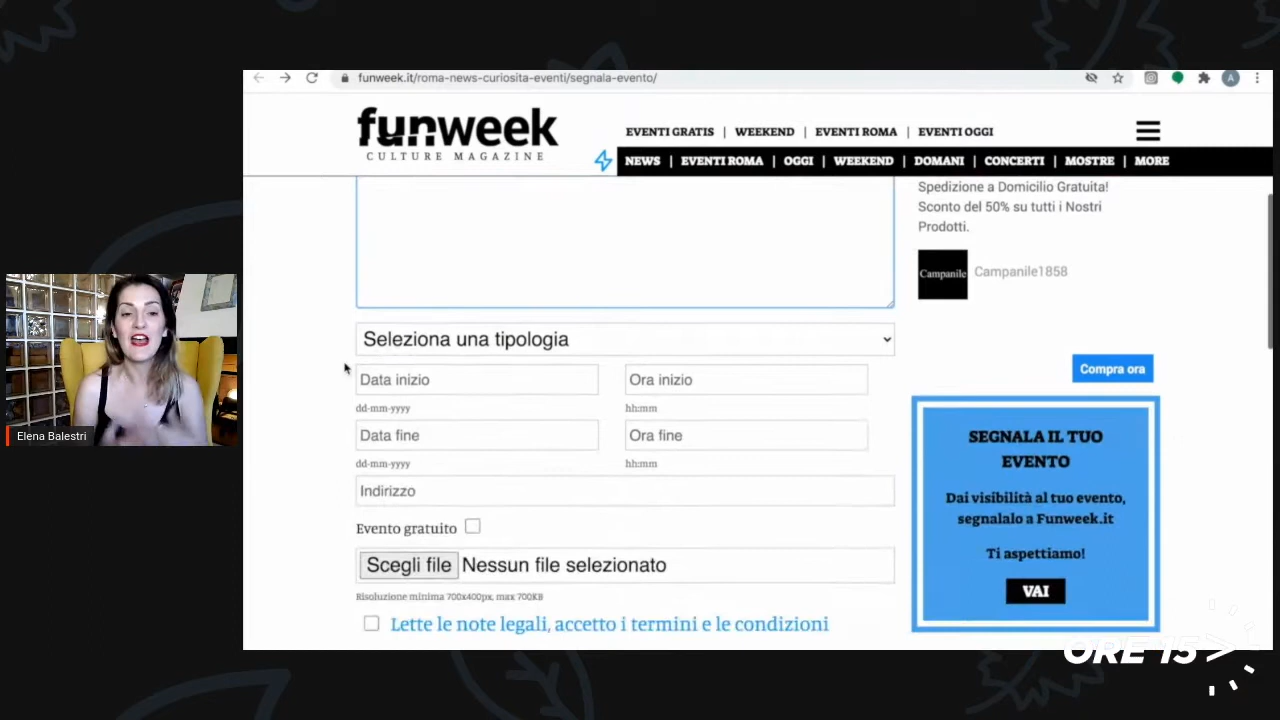 funweek.it/roma-news-curiosita-eventi/segnala-evento/
A
funweek
CULTURE MAGAZINE
EVENTI GRATIS | WEEKEND | EVENTI ROMA | EVENTI OGGI
NEWS | EVENTI ROMA | OGGI | WEEKEND | DOMANI | CONCERTI | MOSTRE | MORE
Spedizione a Domicilio Gratuita!
Sconto del 50% su tutti i Nostri
Prodotti.
Campanile
Campanile1858
Compra ora
Seleziona una tipologia
Data inizio
Ora inizio
dd-mm-yyyy
hh:mm
Data fine
Ora fine
dd-mm-yyyy
hh:mm
Indirizzo
Evento gratuito
Scegli file Nessun file selezionato
Risoluzione minima 700x400px, max 700KB
Lette le note legali, accetto i termini e le condizioni
SEGNALA IL TUO
EVENTO
Dai visibilità al tuo evento,
segnalalo a Funweek.it
Ti aspettiamo!
VAI
Elena Balestri
ORE 15 >